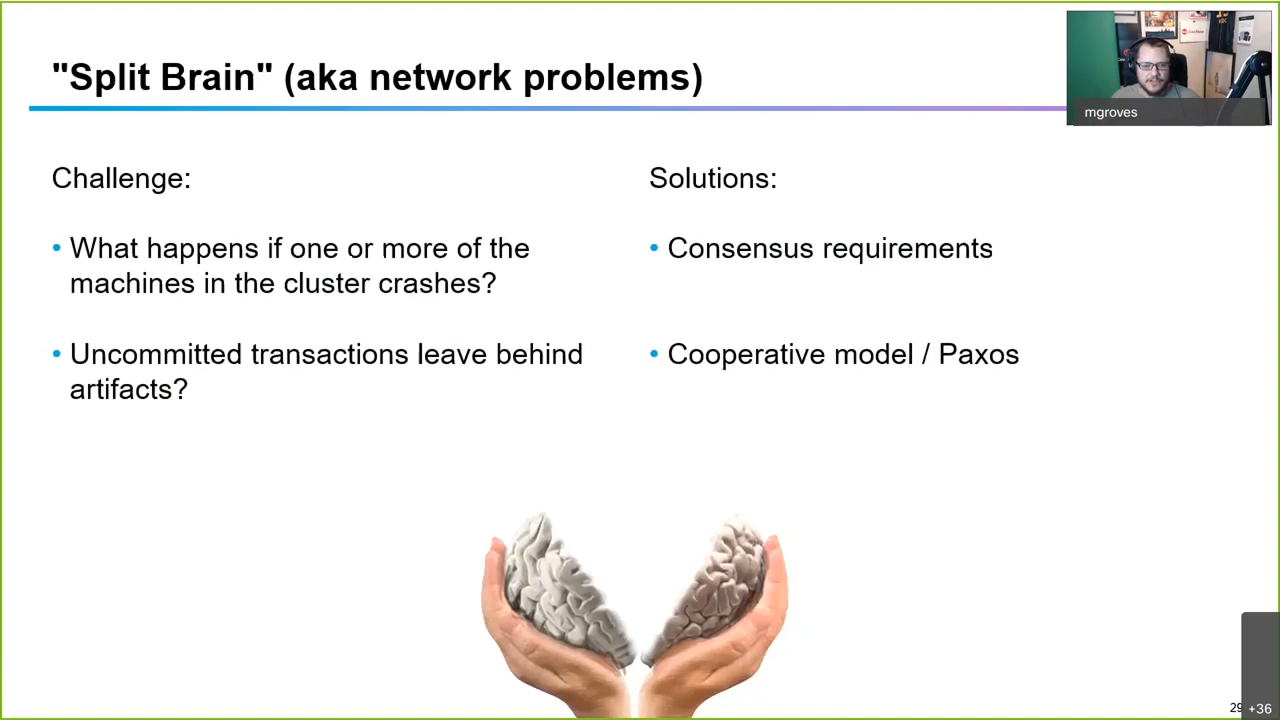 "Split Brain" (aka network problems)
mgroves
Challenge:
• What happens if one or more of the
machines in the cluster crashes?
• Uncommitted transactions leave behind
artifacts?
Solutions:
• Consensus requirements
• Cooperative model / Paxos
29
+36